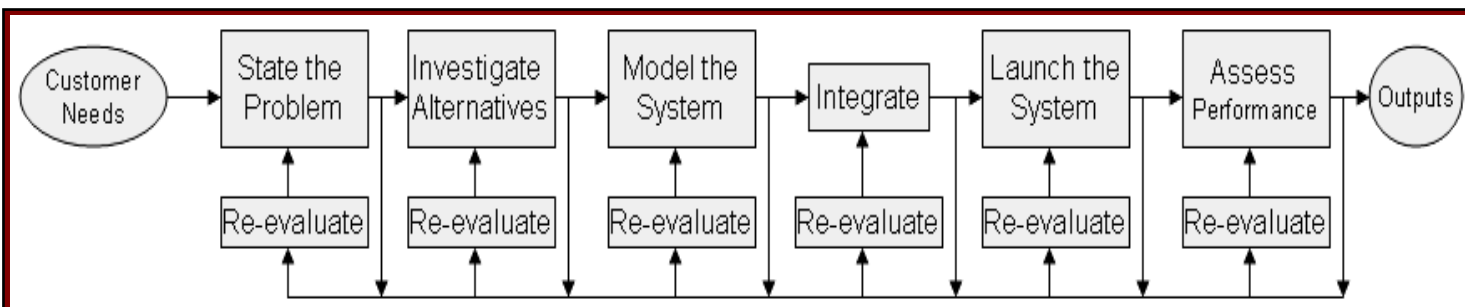 Customer
Needs
State the
Problem
Investigate
Alternatives
Model the
System
Integrate
Launch the
System
Assess
Performance
Outputs
Re-evaluate
Re-evaluate
Re-evaluate
Re-evaluate
Re-evaluate
Re-evaluate